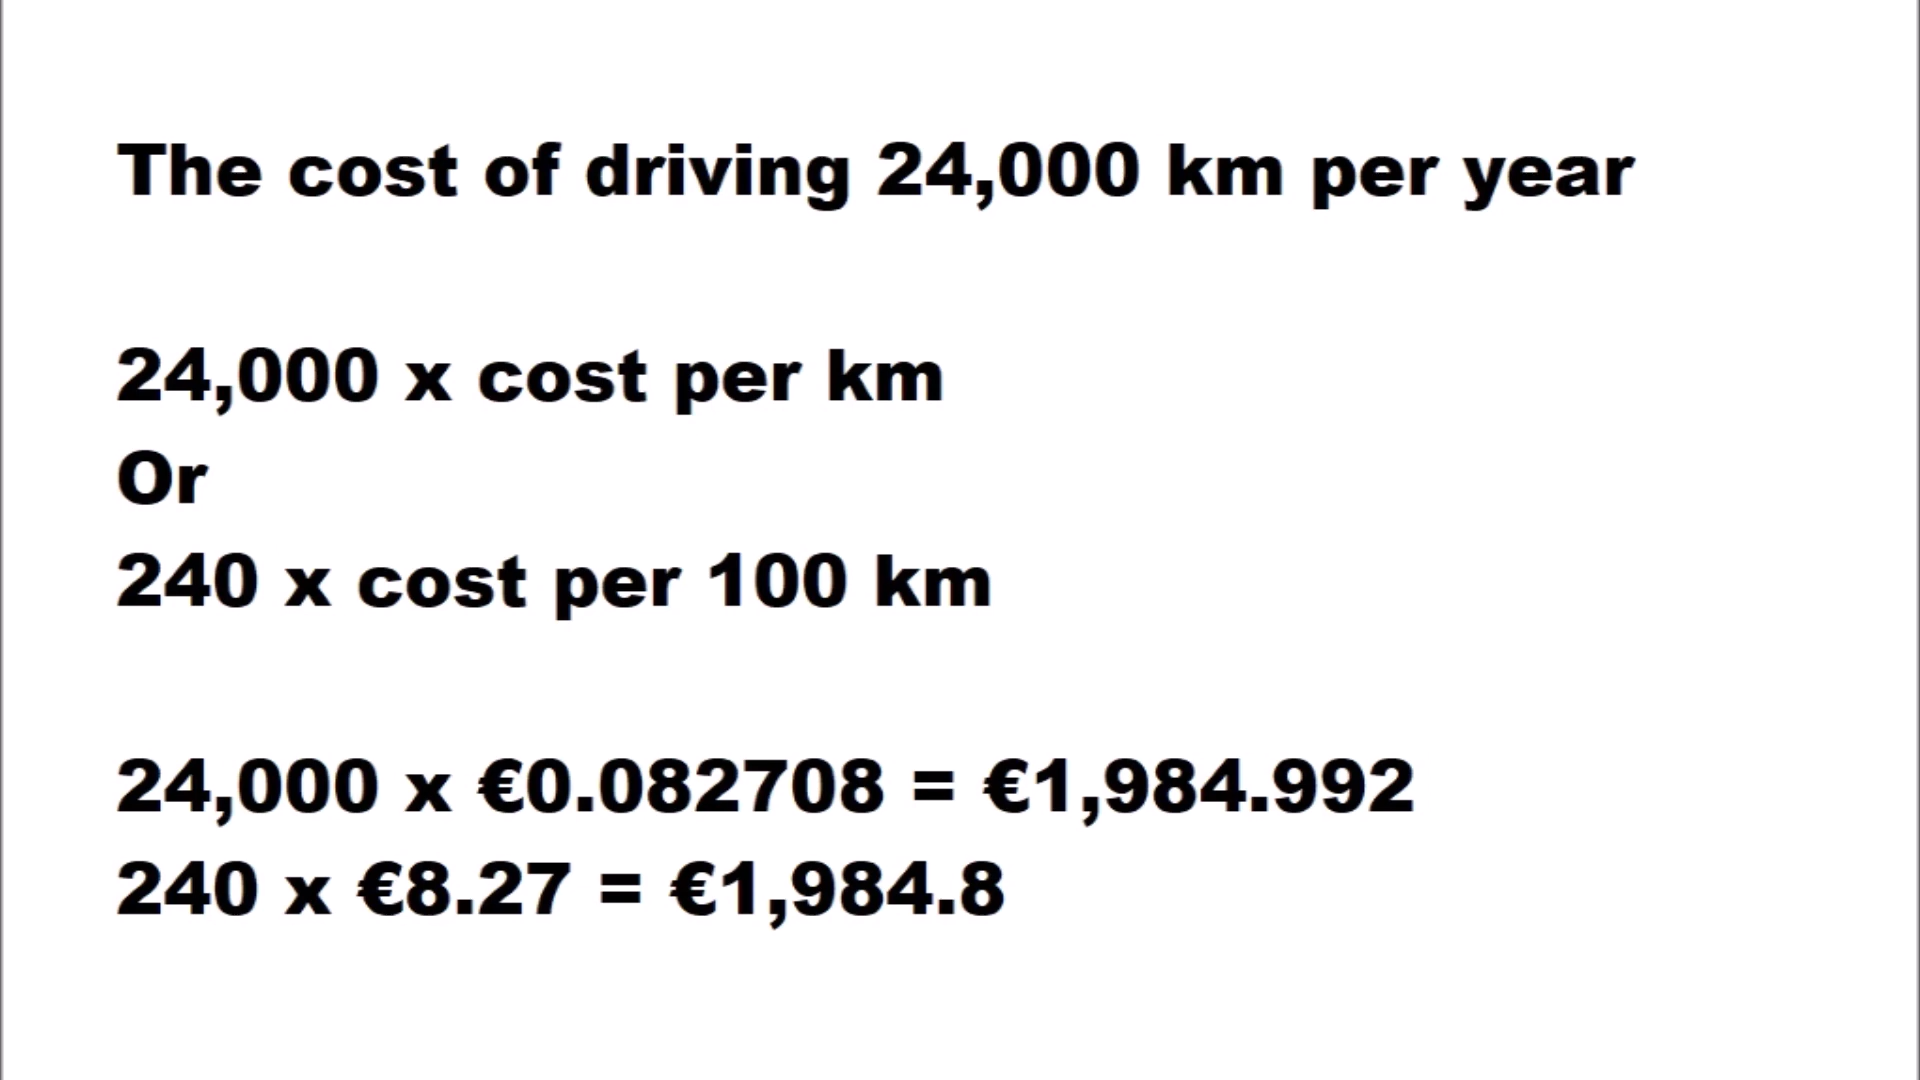 The cost of driving 24,000 km per year
24,000 x cost per km
Or
240 x cost per 100 km
24,000 x €0.082708 = €1,984.992
240 x €8.27 = €1,984.8